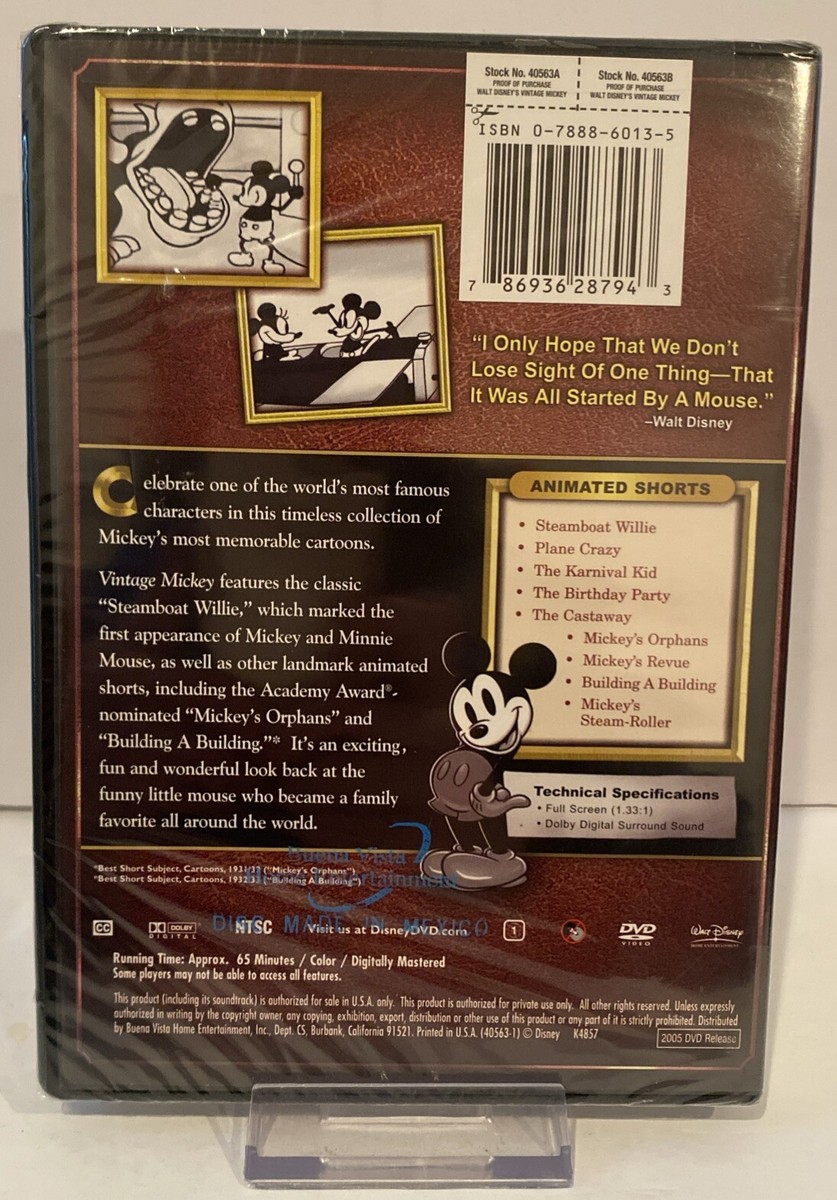 Stock No. 40563A
PROOF OF PURCHASE
WALT DISNEY'S VINTAGE MICKEY
Stock No. 40563B
PROOF OF PURCHASE
WALT DISNEY'S VINTAGE MICKEY
ISBN 0-7888-6013-5
7 86936 28794 3
“I Only Hope That We Don’t
Lose Sight Of One Thing—That
It Was All Started By A Mouse.”
–Walt Disney
Celebrate one of the world’s most famous
characters in this timeless collection of
Mickey’s most memorable cartoons.
Vintage Mickey features the classic
“Steamboat Willie,” which marked the
first appearance of Mickey and Minnie
Mouse, as well as other landmark animated
shorts, including the Academy Award®-
nominated “Mickey’s Orphans” and
“Building A Building.”* It’s an exciting,
fun and wonderful look back at the
funny little mouse who became a family
favorite all around the world.
ANIMATED SHORTS
• Steamboat Willie
• Plane Crazy
• The Karnival Kid
• The Birthday Party
• The Castaway
• Mickey’s Orphans
• Mickey’s Revue
• Building A Building
• Mickey’s
Steam-Roller
Technical Specifications
• Full Screen (1.33:1)
• Dolby Digital Surround Sound
*Best Short Subject, Cartoons, 1931/32 (“Mickey’s Orphans”)
*Best Short Subject, Cartoons, 1932/33 (“Building A Building”)
Buena Vista
Home Entertainment
DISC MADE IN MEXICO
CC
DOLBY
DIGITAL
NTSC
Visit us at DisneyDVD.com
1
DVD
VIDEO
Walt Disney
HOME ENTERTAINMENT
Running Time: Approx. 65 Minutes / Color / Digitally Mastered
Some players may not be able to access all features.
This product (including its soundtrack) is authorized for sale in U.S.A. only. This product is authorized for private use only. All other rights reserved. Unless expressly
authorized in writing by the copyright owner, any copying, exhibition, export, distribution or other use of this product or any part of it is strictly prohibited. Distributed
by Buena Vista Home Entertainment, Inc., Dept. CS, Burbank, California 91521. Printed in U.S.A. (40563-1) © Disney K4857
2005 DVD Release